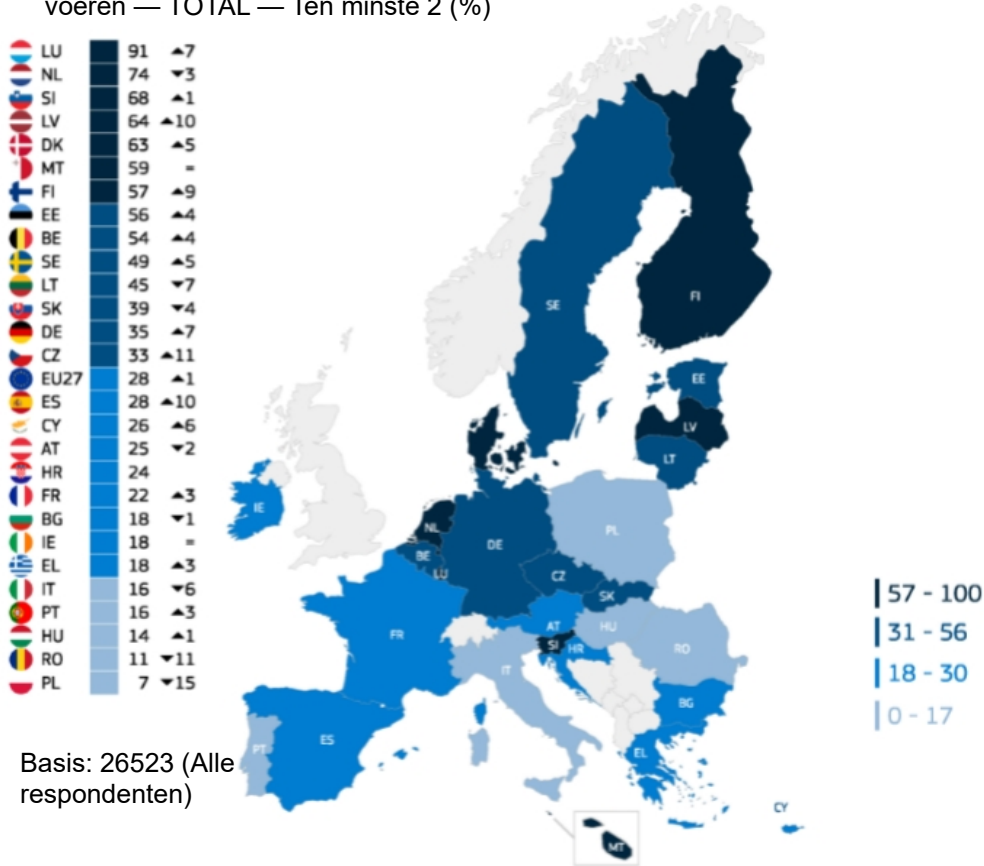 voeren — TOTAL — Ten minste 2 (%)
LU 91 ▲7
NL 74 ▼3
SI 68 ▲1
LV 64 ▲10
DK 63 ▲5
MT 59 =
FI 57 ▲9
EE 56 ▲4
BE 54 ▲4
SE 49 ▲5
LT 45 ▼7
SK 39 ▼4
DE 35 ▲7
CZ 33 ▲11
EU27 28 ▲1
ES 28 ▲10
CY 26 ▲6
AT 25 ▼2
HR 24
FR 22 ▲3
BG 18 ▼1
IE 18 =
EL 18 ▲3
IT 16 ▼6
PT 16 ▲3
HU 14 ▲1
RO 11 ▼11
PL 7 ▼15
Basis: 26523 (Alle
respondenten)
FI
SE
EE
LV
LT
IE
NL
PL
DE
BE
LU
CZ
SK
AT
HU
FR
SI
HR
RO
IT
BG
ES
PT
EL
CY
MT
57 - 100
31 - 56
18 - 30
0 - 17